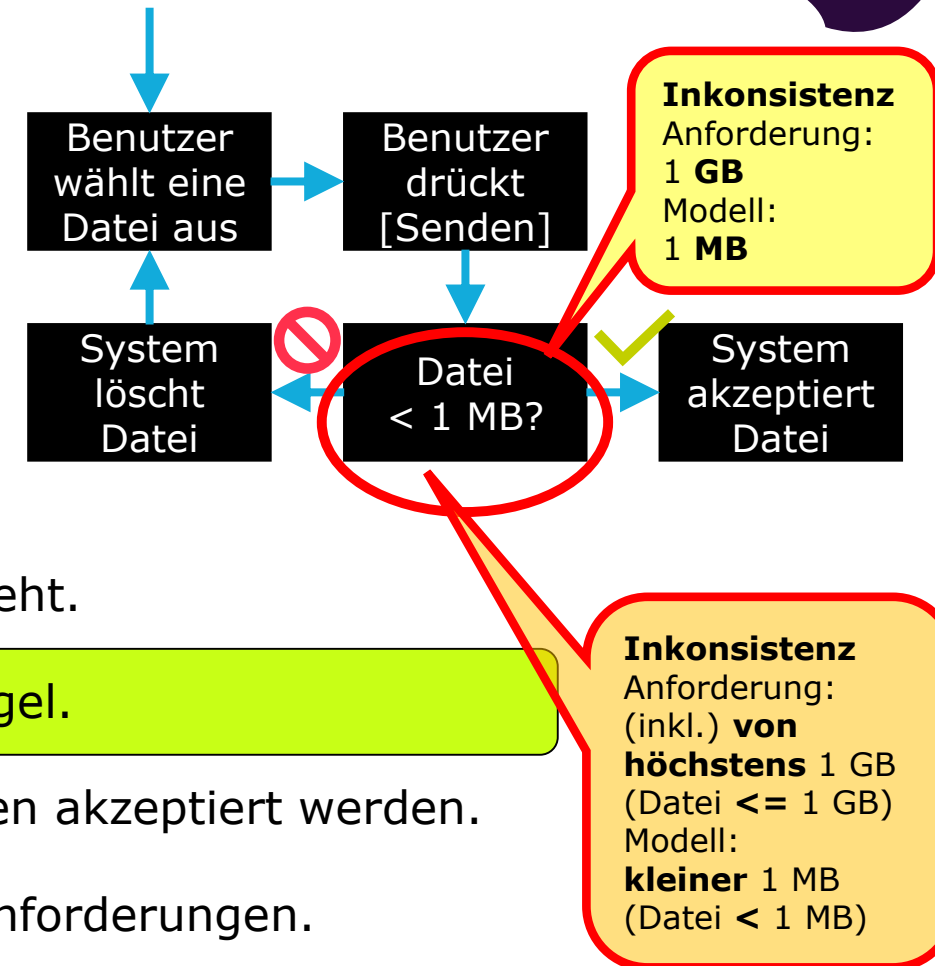 Benutzer
wählt eine
Datei aus
Benutzer
drückt
[Senden]
Inkonsistenz
Anforderung:
1 GB
Modell:
1 MB
System
löscht
Datei
Datei
< 1 MB?
System
akzeptiert
Datei
eht.
gel.
en akzeptiert werden.
nforderungen.
Inkonsistenz
Anforderung:
(inkl.) von
höchstens 1 GB
(Datei <= 1 GB)
Modell:
kleiner 1 MB
(Datei < 1 MB)